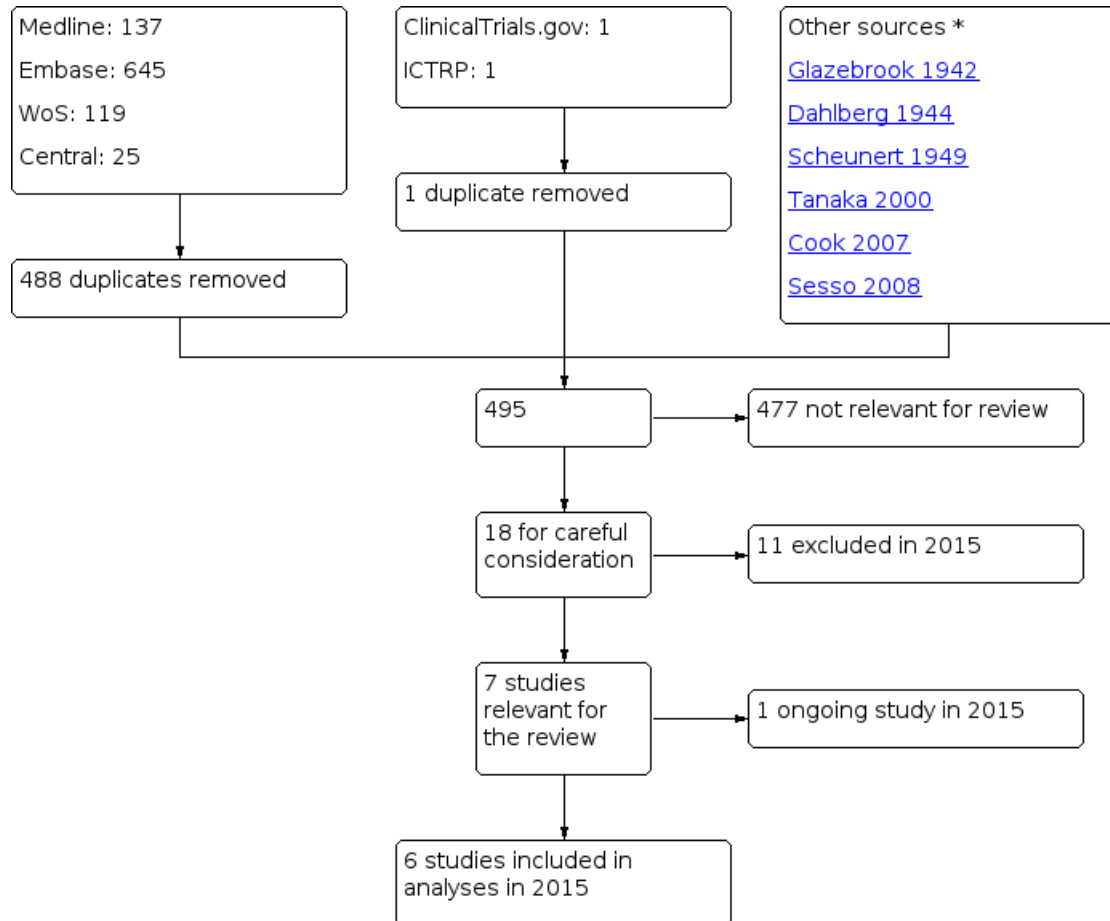 Medline: 137
Embase: 645
WoS: 119
Central: 25
ClinicalTrials.gov: 1
ICTRP: 1
Other sources *
Glazebrook 1942
Dahlberg 1944
Scheunert 1949
Tanaka 2000
Cook 2007
Sesso 2008
1 duplicate removed
488 duplicates removed
495
477 not relevant for review
18 for careful
consideration
11 excluded in 2015
7 studies
relevant for
the review
1 ongoing study in 2015
6 studies included in
analyses in 2015